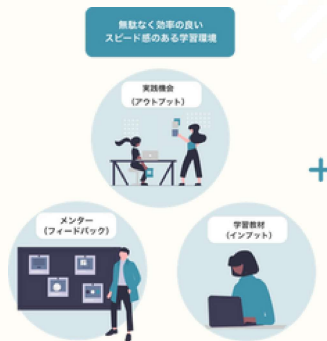 無駄なく効率の良い
スピード感のある学習環境
実践機会
(アウトプット)
メンター
(フィードバック)
学習教材
(インプット)
+